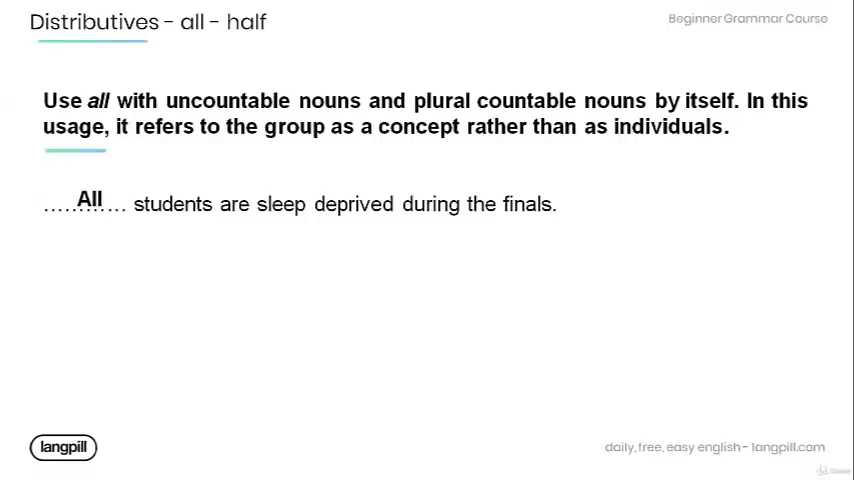 Distributives - all - half
Beginner Grammar Course
Use all with uncountable nouns and plural countable nouns by itself. In this
usage, it refers to the group as a concept rather than as individuals.
....All.... students are sleep deprived during the finals.
langpill
daily, free, easy english - langpill.com